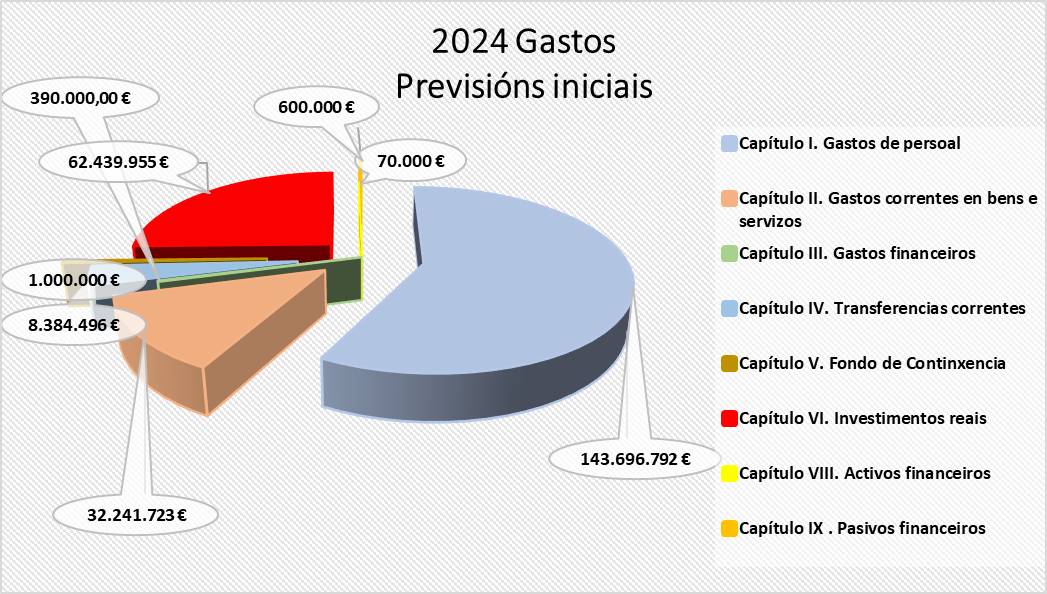 2024 Gastos
Previsións iniciais
390.000,00 €
600.000 €
62.439.955 €
70.000 €
1.000.000 €
8.384.496 €
32.241.723 €
143.696.792 €
Capítulo I. Gastos de persoal
Capítulo II. Gastos correntes en bens e
servizos
Capítulo III. Gastos financeiros
Capítulo IV. Transferencias correntes
Capítulo V. Fondo de Continxencia
Capítulo VI. Investimentos reais
Capítulo VIII. Activos financeiros
Capítulo IX . Pasivos financeiros